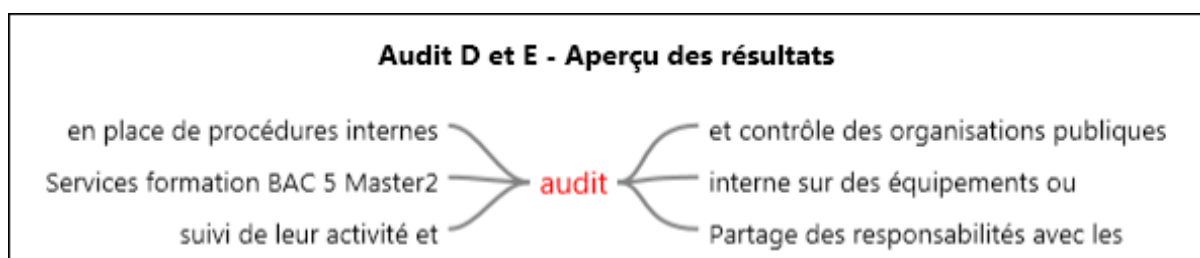 Audit D et E - Aperçu des résultats
en place de procédures internes
Services formation BAC 5 Master2
suivi de leur activité et
audit
et contrôle des organisations publiques
interne sur des équipements ou
Partage des responsabilités avec les